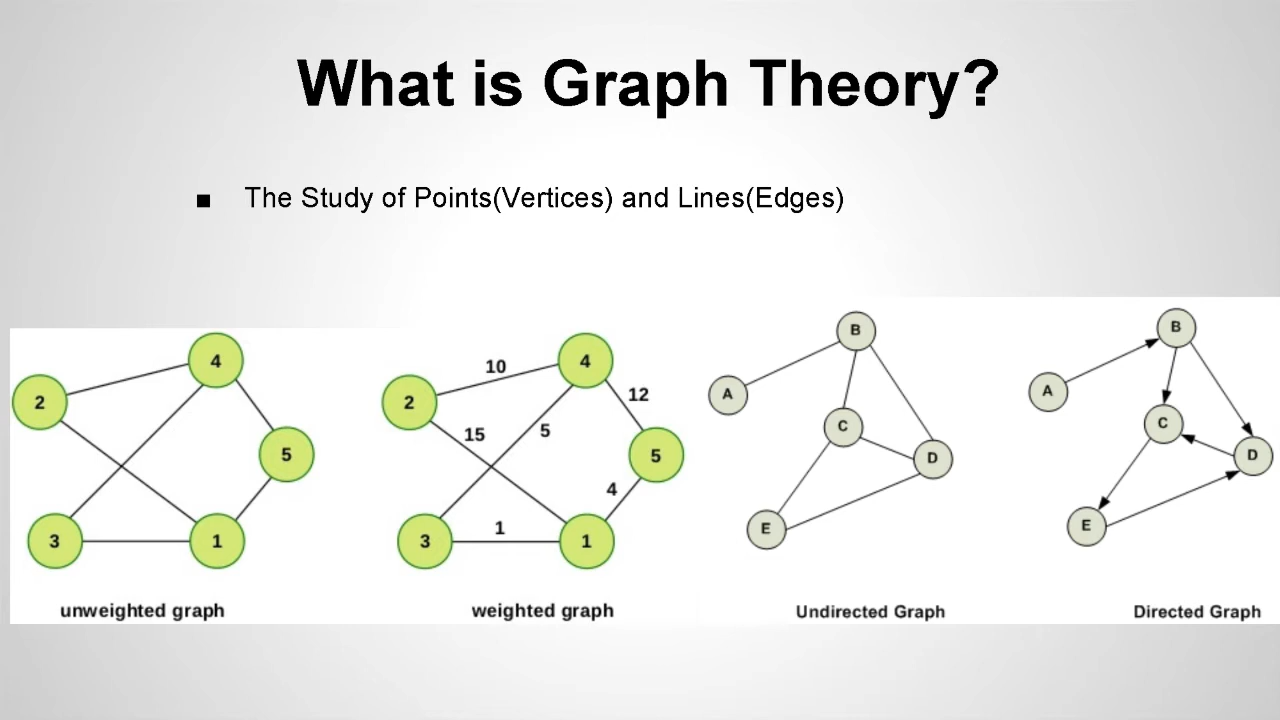 What is Graph Theory?
■ The Study of Points(Vertices) and Lines(Edges)
2
4
5
3
1
unweighted graph
2
4
5
3
1
10
12
15
5
4
1
weighted graph
A
B
C
D
E
Undirected Graph
A
B
C
D
E
Directed Graph